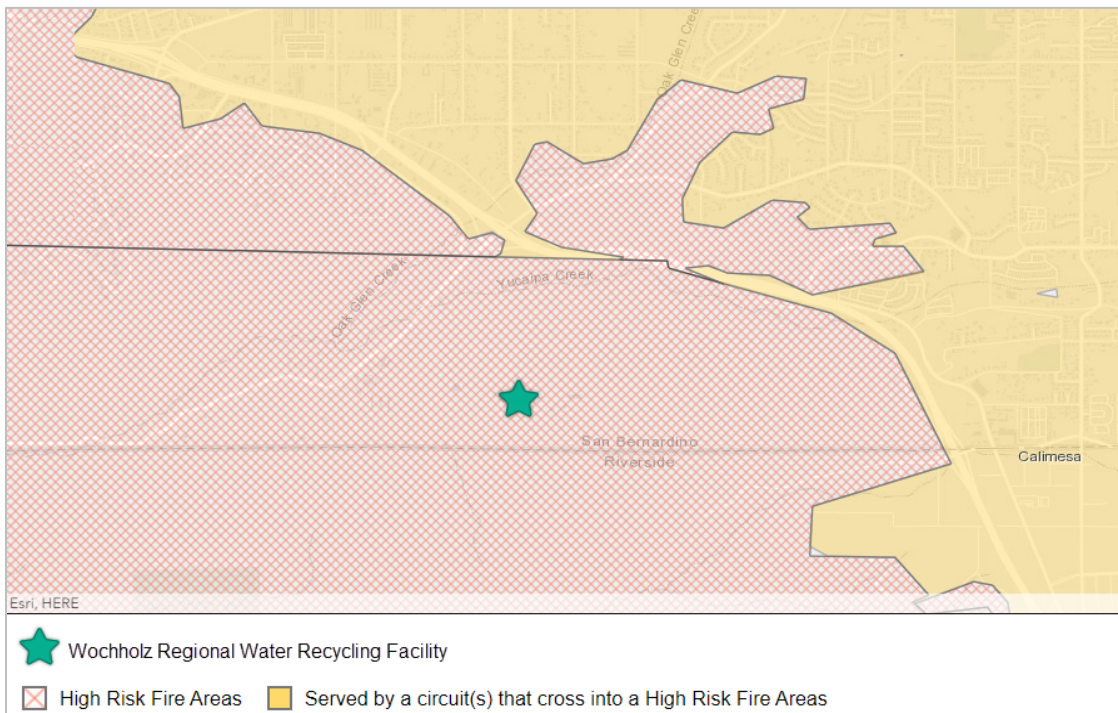 Oak Glen Creek
Oak Glen Creek
Yucaipa Creek
San Bernardino
Riverside
Calimesa
Esri, HERE
Wochholz Regional Water Recycling Facility
High Risk Fire Areas
Served by a circuit(s) that cross into a High Risk Fire Areas